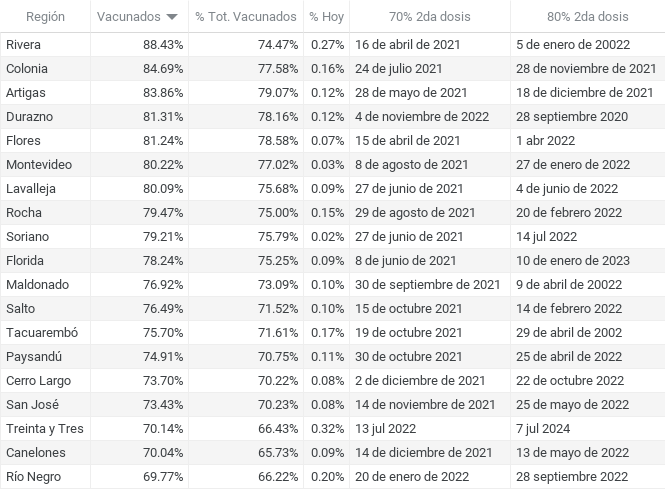 Región Vacunados % Tot. Vacunados % Hoy 70% 2da dosis 80% 2da dosis
Rivera 88.43% 74.47% 0.27% 16 de abril de 2021 5 de enero de 20022
Colonia 84.69% 77.58% 0.16% 24 de julio 2021 28 de noviembre de 2021
Artigas 83.86% 79.07% 0.12% 28 de mayo de 2021 18 de diciembre de 2021
Durazno 81.31% 78.16% 0.12% 4 de noviembre de 2022 28 septiembre 2020
Flores 81.24% 78.58% 0.07% 15 de abril de 2021 1 abr 2022
Montevideo 80.22% 77.02% 0.03% 8 de agosto de 2021 27 de enero de 2022
Lavalleja 80.09% 75.68% 0.09% 27 de junio de 2021 4 de junio de 2022
Rocha 79.47% 75.00% 0.15% 29 de agosto de 2021 20 de febrero 2022
Soriano 79.21% 75.79% 0.02% 27 de junio de 2021 14 jul 2022
Florida 78.24% 75.25% 0.09% 8 de junio de 2021 10 de enero de 2023
Maldonado 76.92% 73.09% 0.10% 30 de septiembre de 2021 9 de abril de 20022
Salto 76.49% 71.52% 0.10% 15 de octubre 2021 14 de febrero 2022
Tacuarembó 75.70% 71.61% 0.17% 19 de octubre 2021 29 de abril de 2002
Paysandú 74.91% 70.75% 0.11% 30 de octubre 2021 25 de abril de 2022
Cerro Largo 73.70% 70.22% 0.08% 2 de diciembre de 2021 22 de octubre 2022
San José 73.43% 70.23% 0.08% 14 de noviembre de 2021 25 de mayo de 2022
Treinta y Tres 70.14% 66.43% 0.32% 13 jul 2022 7 jul 2024
Canelones 70.04% 65.73% 0.09% 14 de diciembre de 2021 13 de mayo de 2022
Río Negro 69.77% 66.22% 0.20% 20 de enero de 2022 28 septiembre 2022